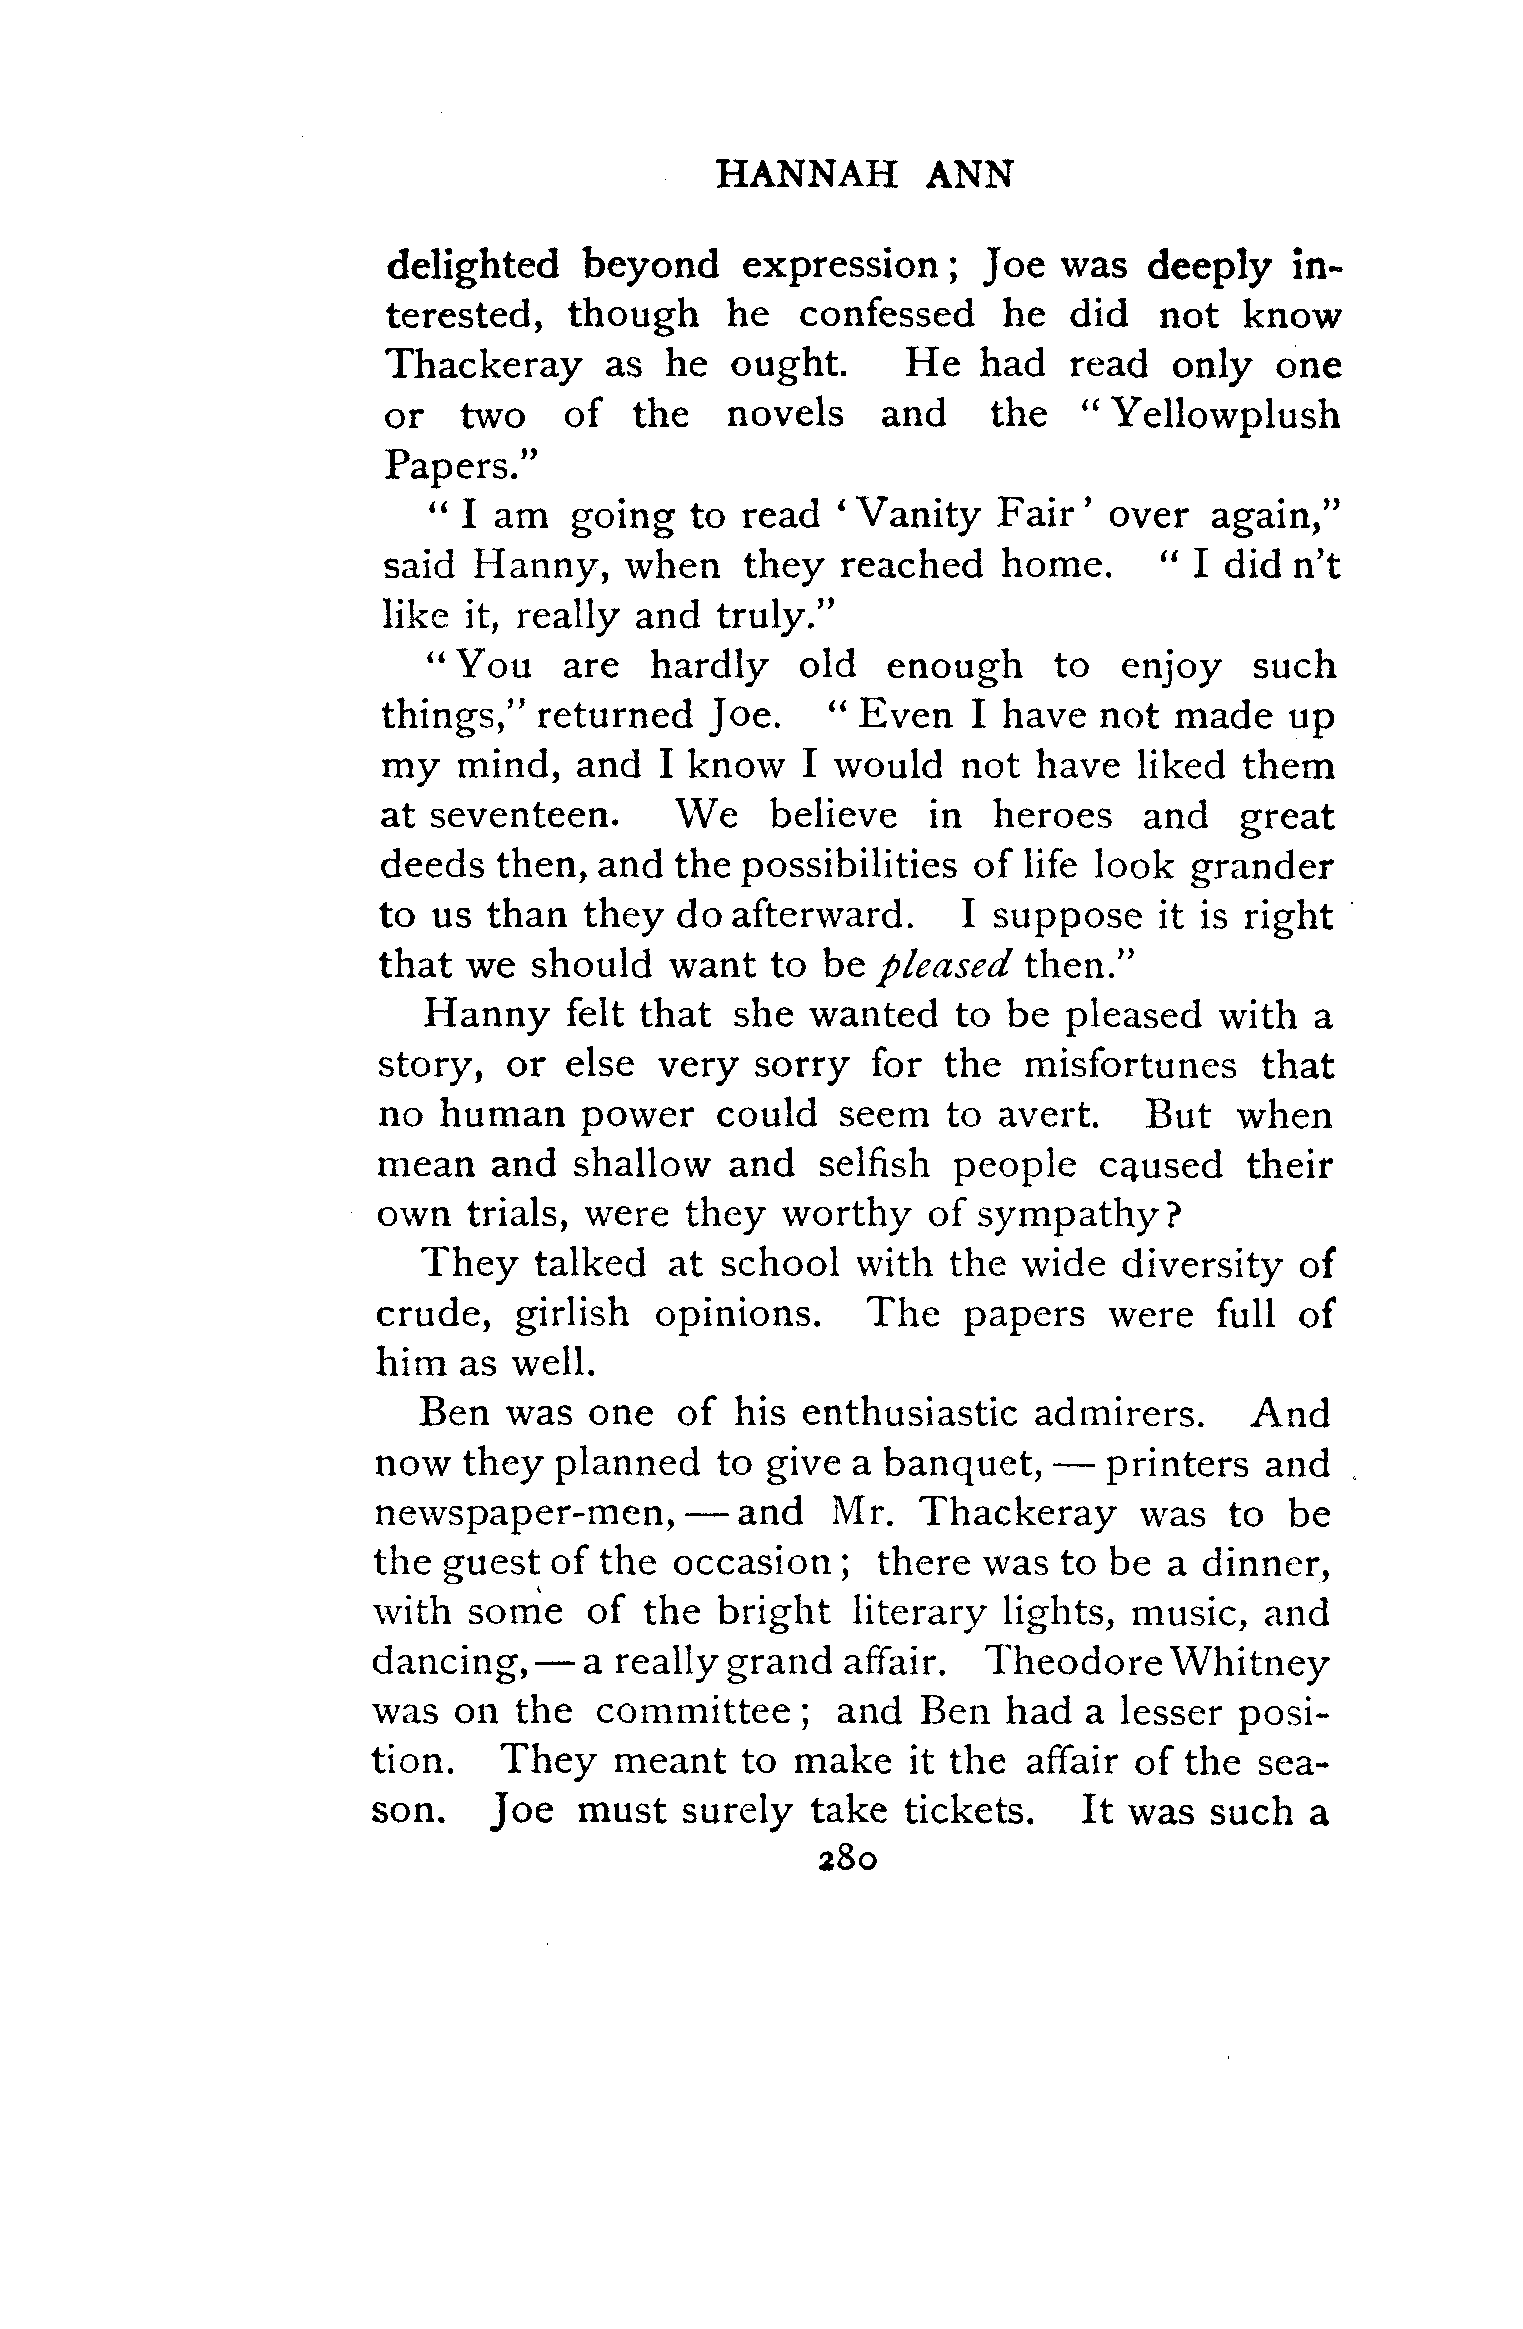 HANNAH ANN
delighted beyond expression; Joe was deeply in-
terested, though he confessed he did not know
Thackeray as he ought. He had read only one
or two of the novels and the "Yellowplush
Papers."
"I am going to read 'Vanity Fair' over again,"
said Hanny, when they reached home. "I did n't
like it, really and truly."
"You are hardly old enough to enjoy such
things," returned Joe. "Even I have not made up
my mind, and I know I would not have liked them
at seventeen. We believe in heroes and great
deeds then, and the possibilities of life look grander
to us than they do afterward. I suppose it is right
that we should want to be pleased then."
Hanny felt that she wanted to be pleased with a
story, or else very sorry for the misfortunes that
no human power could seem to avert. But when
mean and shallow and selfish people caused their
own trials, were they worthy of sympathy?
They talked at school with the wide diversity of
crude, girlish opinions. The papers were full of
him as well.
Ben was one of his enthusiastic admirers. And
now they planned to give a banquet, — printers and
newspaper-men, — and Mr. Thackeray was to be
the guest of the occasion; there was to be a dinner,
with some of the bright literary lights, music, and
dancing, — a really grand affair. Theodore Whitney
was on the committee; and Ben had a lesser posi-
tion. They meant to make it the affair of the sea-
son. Joe must surely take tickets. It was such a
280